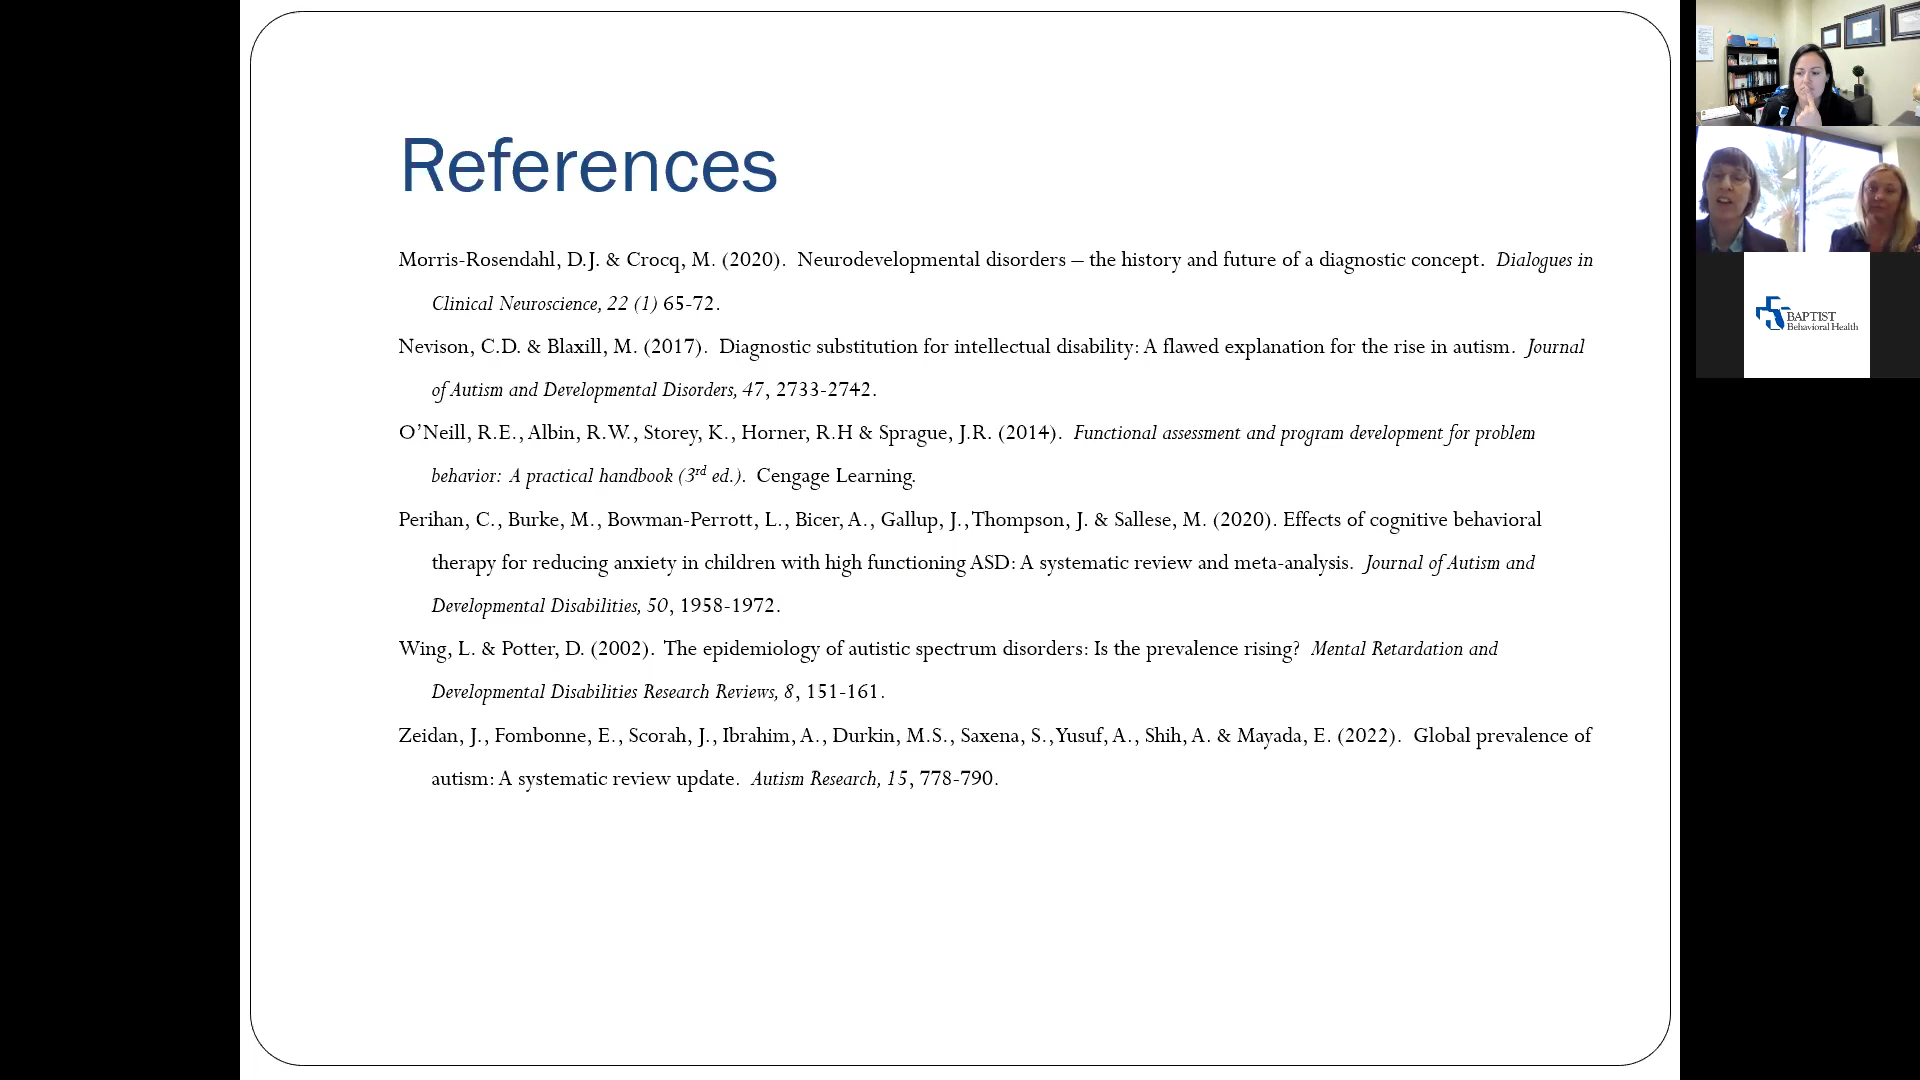 References
Morris-Rosendahl, D.J. & Crocq, M. (2020).  Neurodevelopmental disorders – the history and future of a diagnostic concept.  Dialogues in
Clinical Neuroscience, 22 (1) 65-72.
Nevison, C.D. & Blaxill, M. (2017).  Diagnostic substitution for intellectual disability: A flawed explanation for the rise in autism.  Journal
of Autism and Developmental Disorders, 47, 2733-2742.
O’Neill, R.E., Albin, R.W., Storey, K., Horner, R.H & Sprague, J.R. (2014).  Functional assessment and program development for problem
behavior:  A practical handbook (3rd ed.).  Cengage Learning.
Perihan, C., Burke, M., Bowman-Perrott, L., Bicer, A., Gallup, J., Thompson, J. & Sallese, M. (2020). Effects of cognitive behavioral
therapy for reducing anxiety in children with high functioning ASD: A systematic review and meta-analysis.  Journal of Autism and
Developmental Disabilities, 50, 1958-1972.
Wing, L. & Potter, D. (2002).  The epidemiology of autistic spectrum disorders: Is the prevalence rising?  Mental Retardation and
Developmental Disabilities Research Reviews, 8, 151-161.
Zeidan, J., Fombonne, E., Scorah, J., Ibrahim, A., Durkin, M.S., Saxena, S., Yusuf, A., Shih, A. & Mayada, E. (2022).  Global prevalence of
autism: A systematic review update.  Autism Research, 15, 778-790.
BAPTIST
Behavioral Health